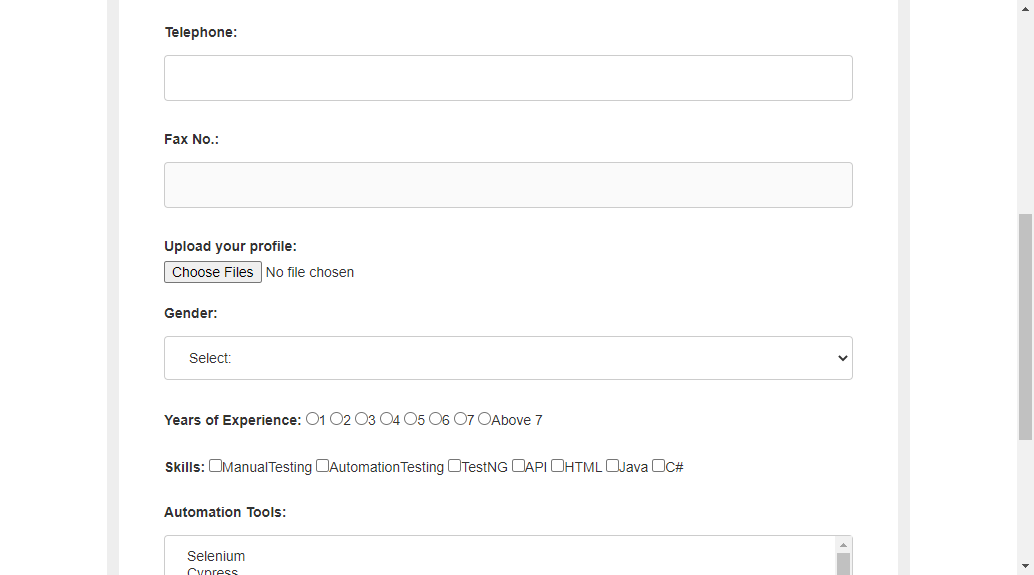 Telephone:
Fax No.:
Upload your profile:
Choose Files No file chosen
Gender:
Select:
Years of Experience: 1 2 3 4 5 6 7 Above 7
Skills: ManualTesting AutomationTesting TestNG API HTML Java C#
Automation Tools:
Selenium
Cypress